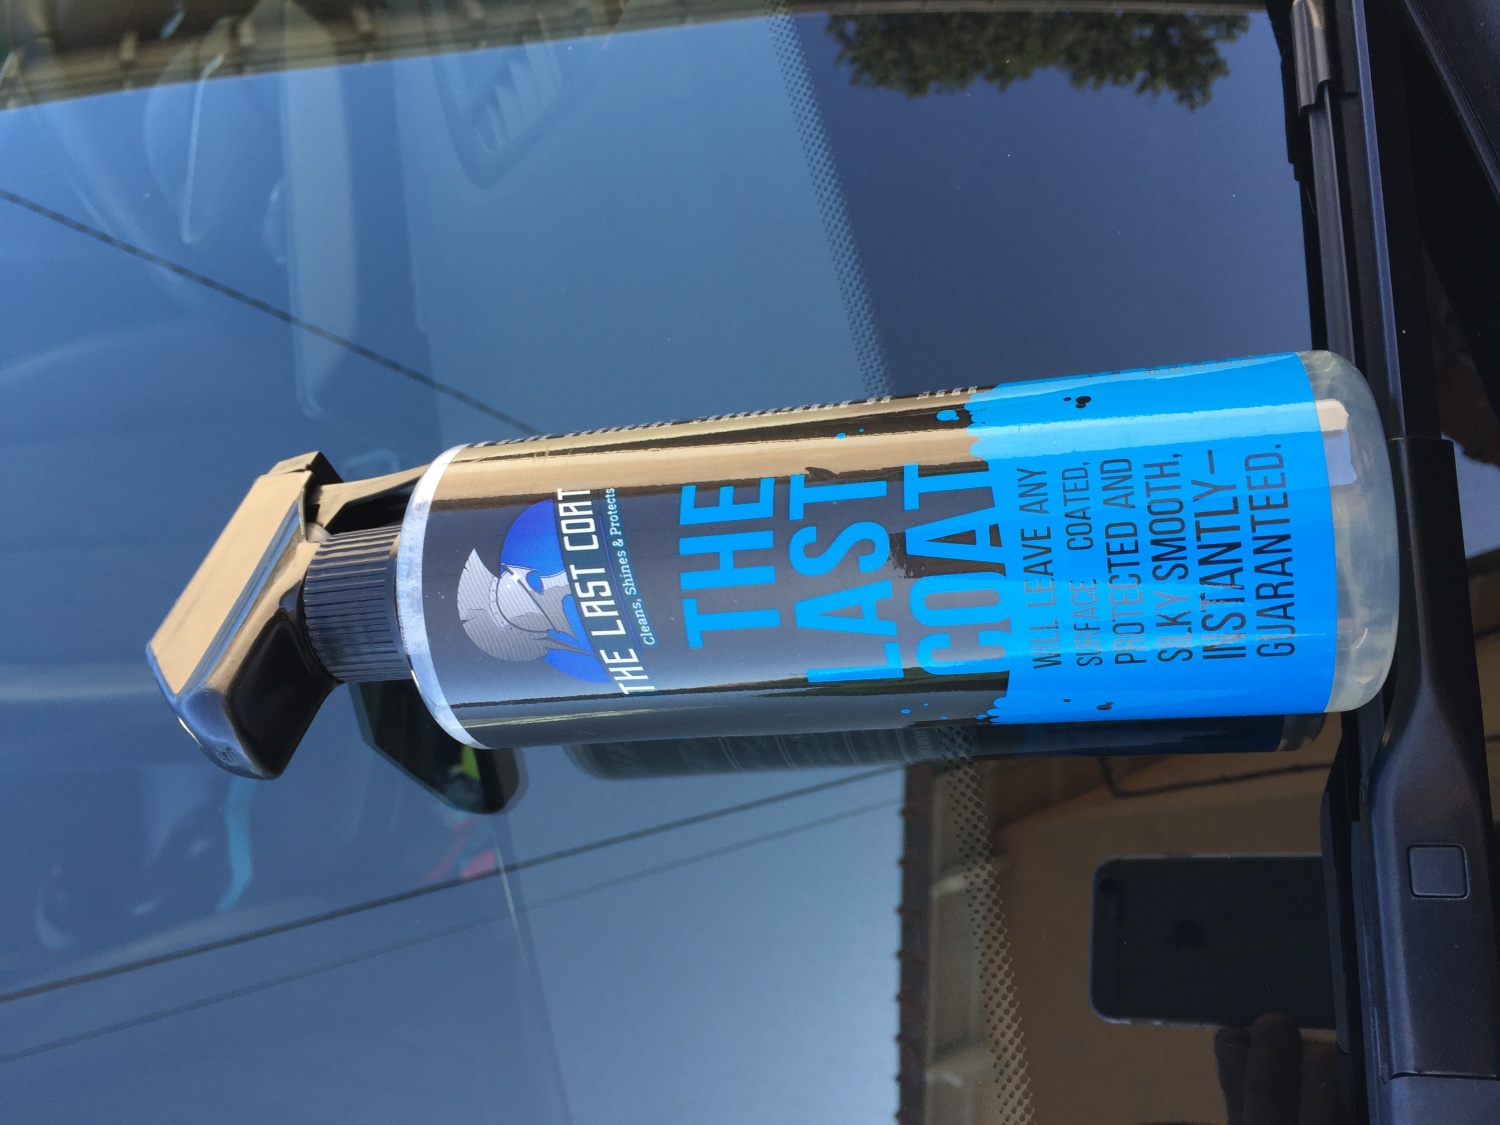 THE LAST COAT
Cleans, Shines & Protects
THE
LAST
COAT
WILL LEAVE ANY
SURFACE COATED,
PROTECTED AND
SILKY SMOOTH,
INSTANTLY—
GUARANTEED.